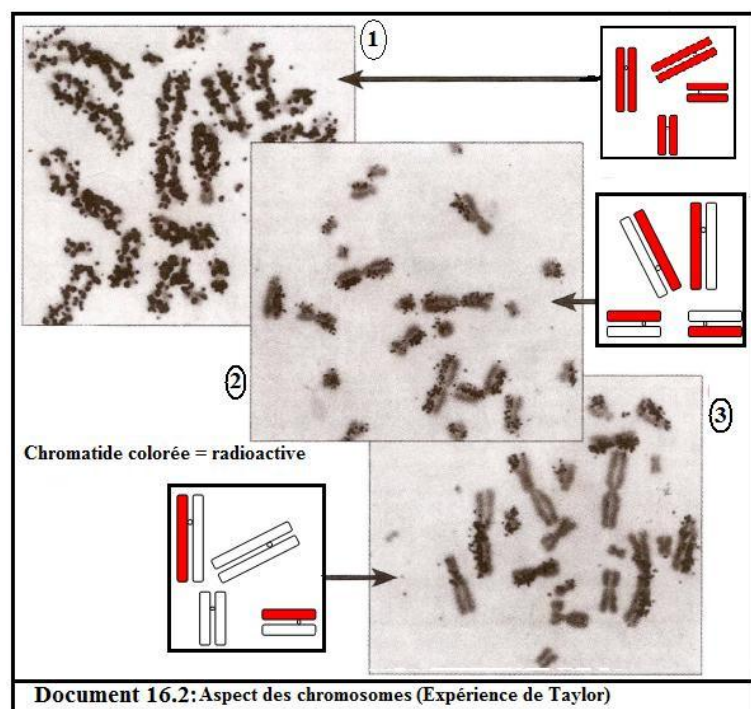 1
2
3
Chromatide colorée = radioactive
Document 16.2: Aspect des chromosomes (Expérience de Taylor)